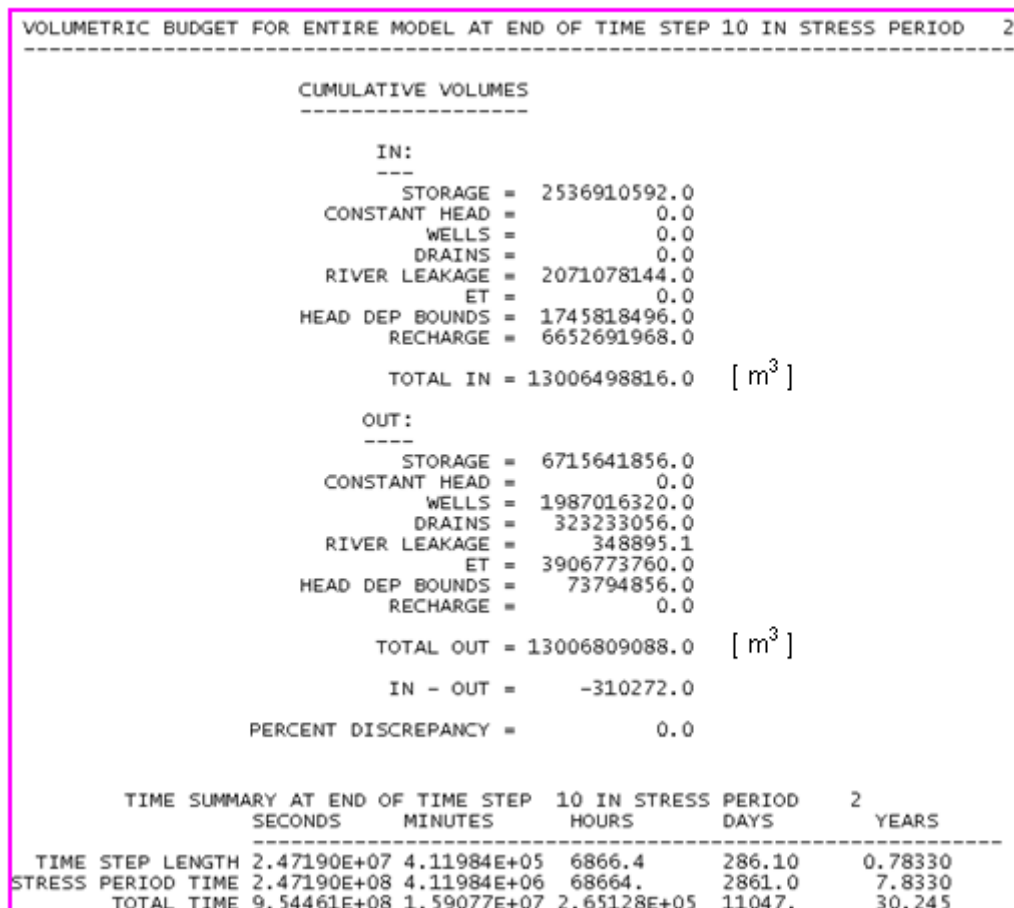 VOLUMETRIC BUDGET FOR ENTIRE MODEL AT END OF TIME STEP 10 IN STRESS PERIOD 2
------------------------------------------------------------------------------
CUMULATIVE VOLUMES
------------------
IN:
---
STORAGE = 2536910592.0
CONSTANT HEAD = 0.0
WELLS = 0.0
DRAINS = 0.0
RIVER LEAKAGE = 2071078144.0
ET = 0.0
HEAD DEP BOUNDS = 1745818496.0
RECHARGE = 6652691968.0
TOTAL IN = 13006498816.0 [ m³ ]
OUT:
----
STORAGE = 6715641856.0
CONSTANT HEAD = 0.0
WELLS = 1987016320.0
DRAINS = 323233056.0
RIVER LEAKAGE = 348895.1
ET = 3906773760.0
HEAD DEP BOUNDS = 73794856.0
RECHARGE = 0.0
TOTAL OUT = 13006809088.0 [ m³ ]
IN - OUT = -310272.0
PERCENT DISCREPANCY = 0.0
TIME SUMMARY AT END OF TIME STEP 10 IN STRESS PERIOD 2
SECONDS MINUTES HOURS DAYS YEARS
-----------------------------------------------------------
TIME STEP LENGTH 2.47190E+07 4.11984E+05 6866.4 286.10 0.78330
STRESS PERIOD TIME 2.47190E+08 4.11984E+06 68664. 2861.0 7.8330
TOTAL TIME 9.54461E+08 1.59077E+07 2.65128E+05 11047. 30.245